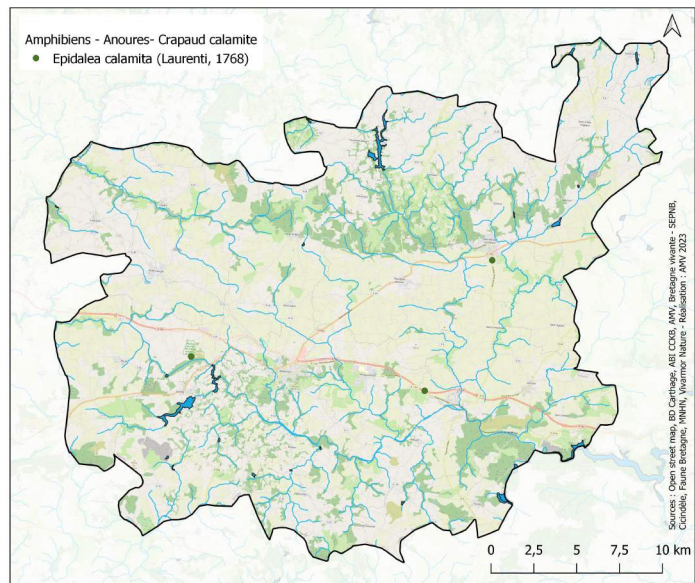 Amphibiens - Anoures- Crapaud calamite
Epidalea calamita (Laurenti, 1768)
Sources : Open street map, BD Carthage, ABI COKB, AMV, Bretagne vivante - SEPNB,
Cicindèle, Faune Bretagne, MNHN, Vivarmor Nature - Réalisation : AMV 2023
0 2,5 5 7,5 10 km